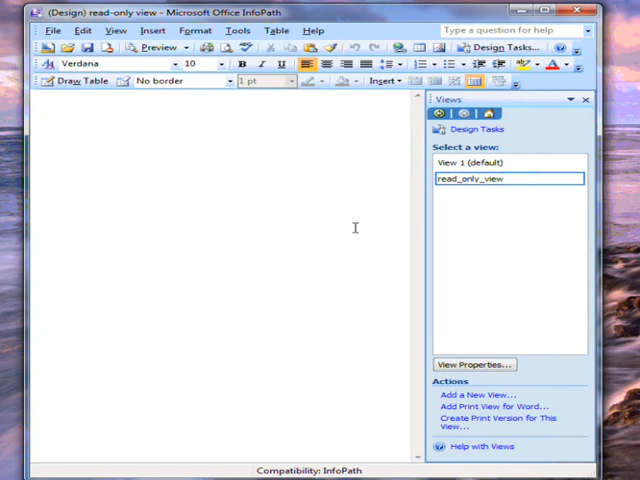 (Design) read-only view - Microsoft Office InfoPath
File Edit View Insert Format Tools Table Help Type a question for help
Preview Design Tasks...
Verdana 10 B I U A
Draw Table No border 1 pt Insert
Views
Design Tasks
Select a view:
View 1 (default)
read_only_view
View Properties...
Actions
Add a New View...
Add Print View for Word...
Create Print Version for This
View...
Help with Views
Compatibility: InfoPath